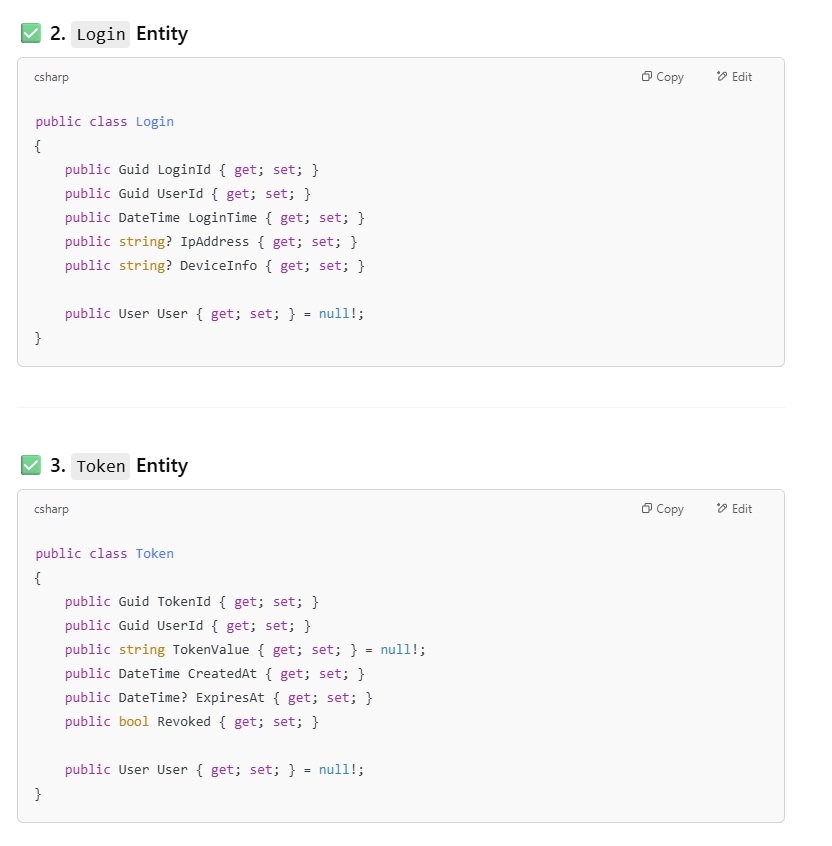 ✅ 2. Login Entity
csharp Copy Edit
public class Login
{
    public Guid LoginId { get; set; }
    public Guid UserId { get; set; }
    public DateTime LoginTime { get; set; }
    public string? IpAddress { get; set; }
    public string? DeviceInfo { get; set; }

    public User User { get; set; } = null!;
}
✅ 3. Token Entity
csharp Copy Edit
public class Token
{
    public Guid TokenId { get; set; }
    public Guid UserId { get; set; }
    public string TokenValue { get; set; } = null!;
    public DateTime CreatedAt { get; set; }
    public DateTime? ExpiresAt { get; set; }
    public bool Revoked { get; set; }

    public User User { get; set; } = null!;
}